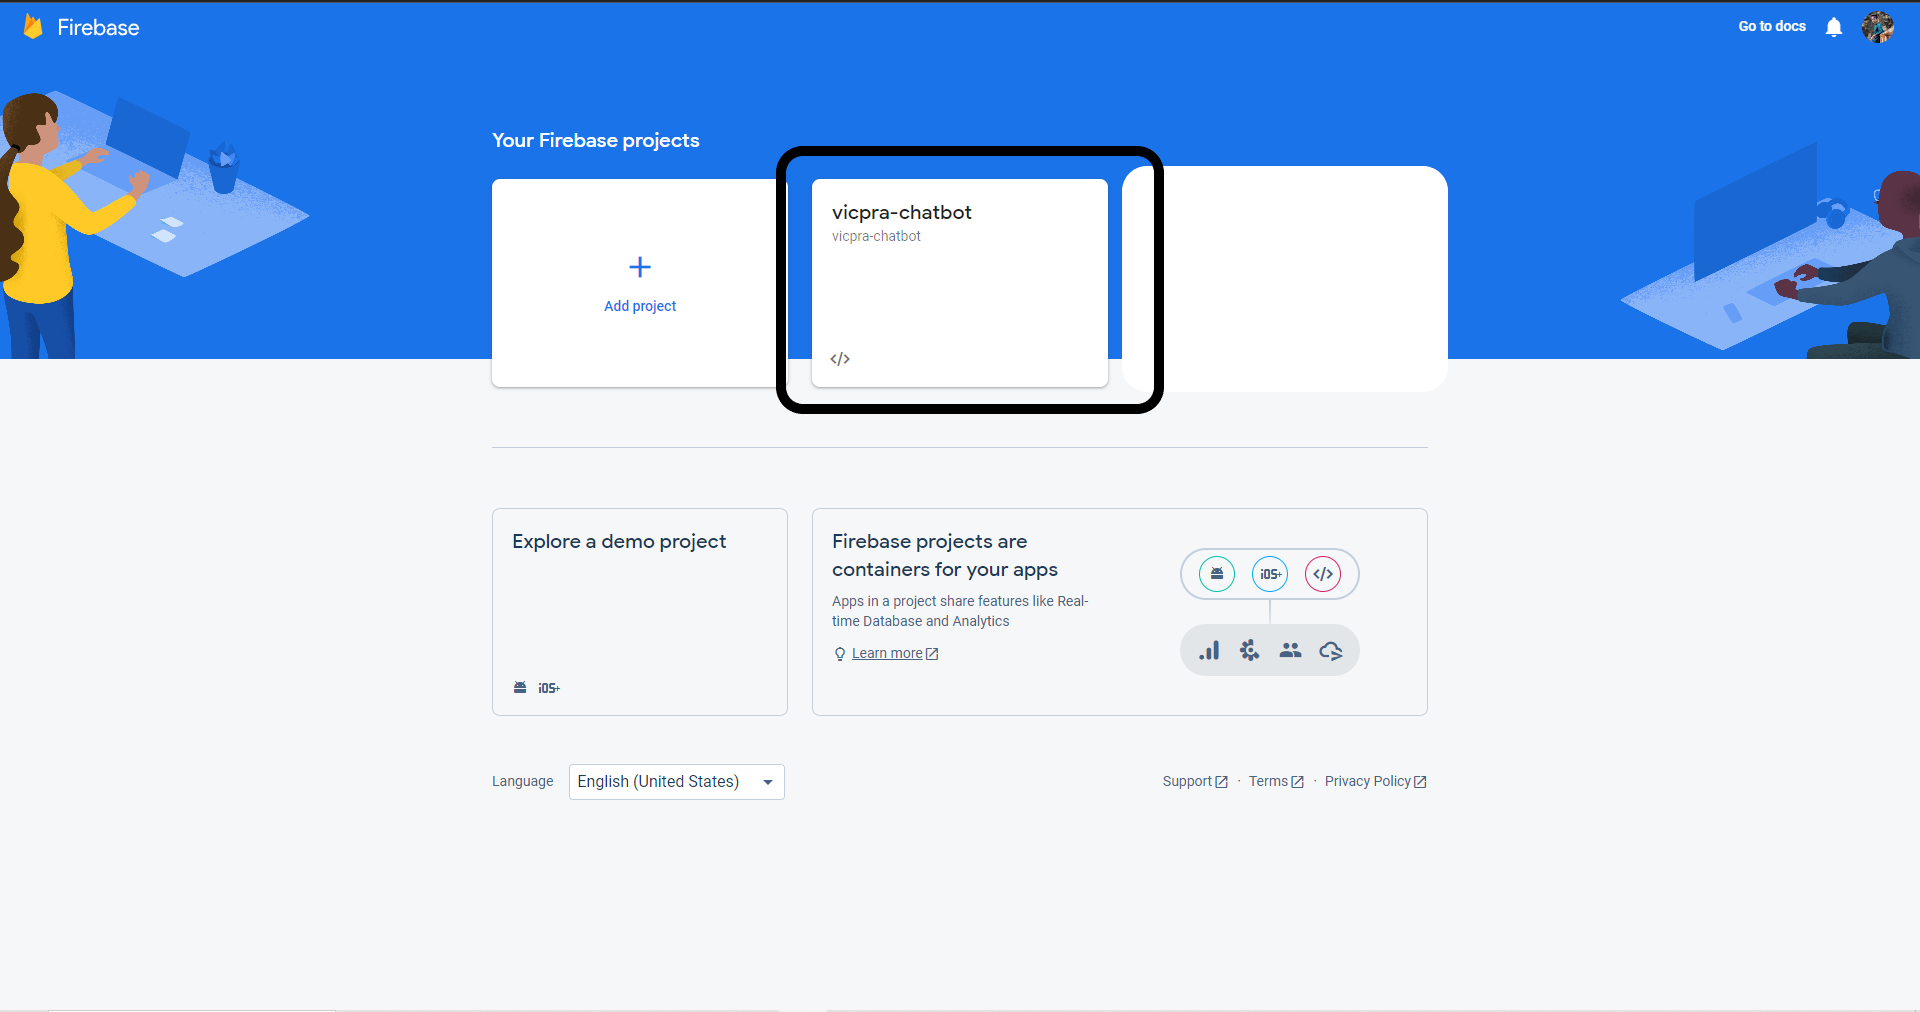 Firebase
Go to docs
Your Firebase projects
Add project
vicpra-chatbot
vicpra-chatbot
</>
Explore a demo project
iOS+
Firebase projects are
containers for your apps
Apps in a project share features like Real-
time Database and Analytics
Learn more
iOS+
</>
Language
English (United States)
Support · Terms · Privacy Policy